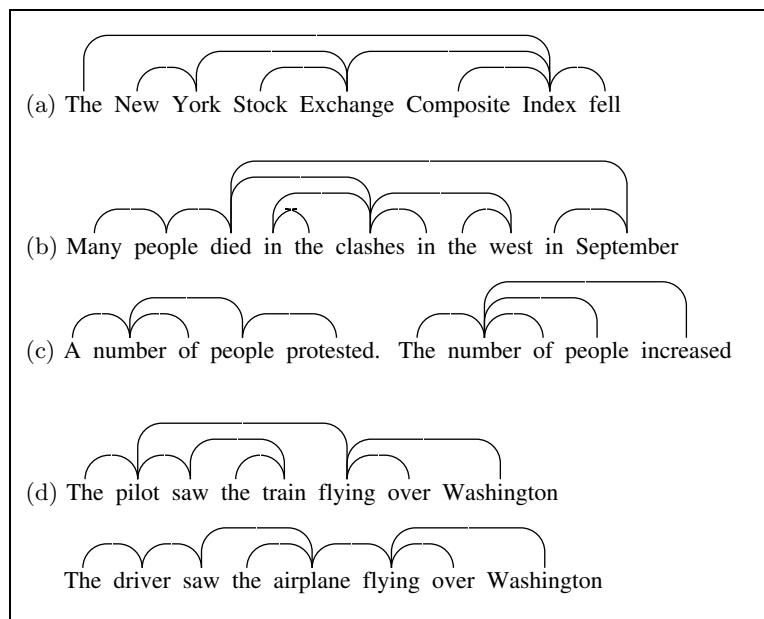 (a) The New York Stock Exchange Composite Index fell
(b) Many people died in the clashes in the west in September
(c) A number of people protested. The number of people increased
(d) The pilot saw the train flying over Washington
The driver saw the airplane flying over Washington